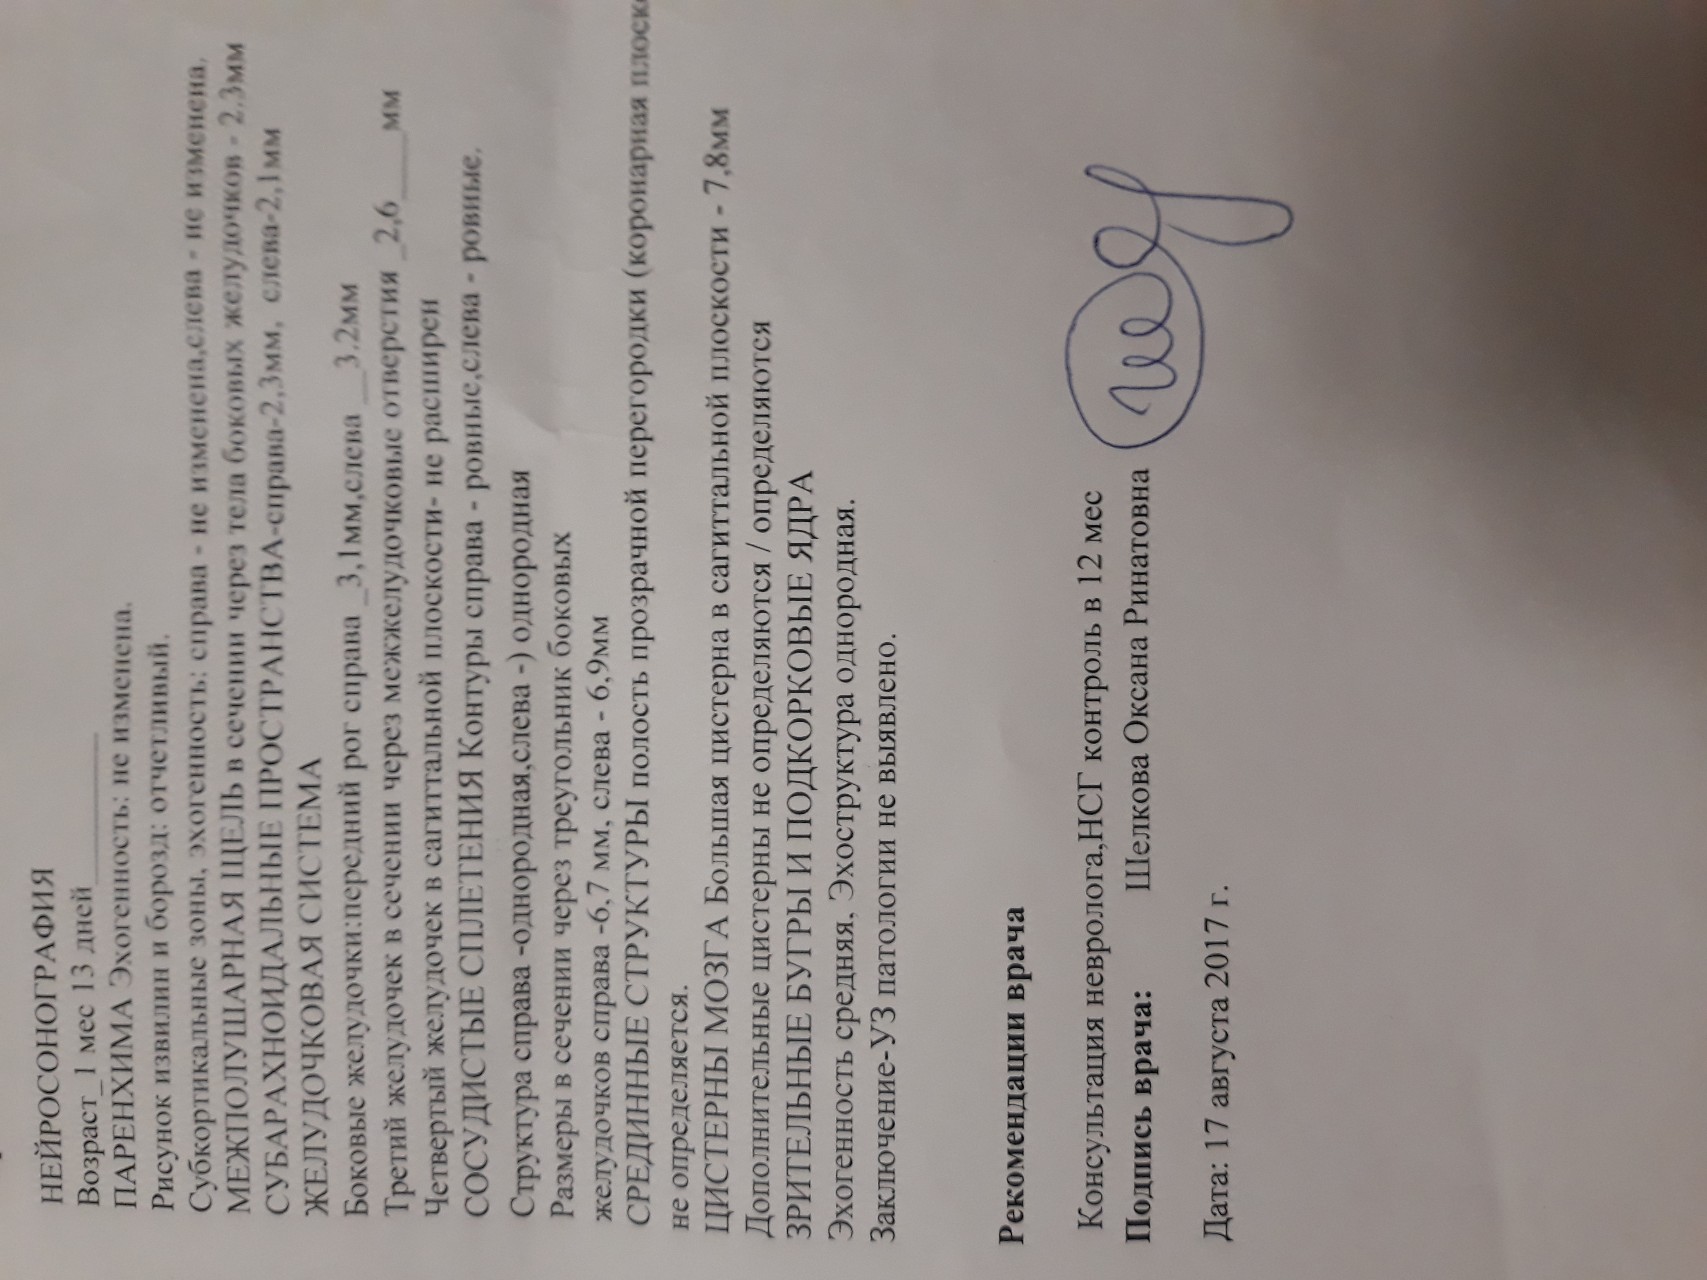 НЕЙРОСОНОГРАФИЯ
Возраст_1 мес 13 дней__________
ПАРЕНХИМА Эхогенность: не изменена.
Рисунок извилин и борозд: отчетливый.
Субкортикальные зоны, эхогенность: справа - не изменена,слева - не изменена.
МЕЖПОЛУШАРНАЯ ЩЕЛЬ в сечении через тела боковых желудочков - 2.3мм
СУБАРАХНОИДАЛЬНЫЕ ПРОСТРАНСТВА-справа-2,3мм, слева-2,1мм
ЖЕЛУДОЧКОВАЯ СИСТЕМА
Боковые желудочки:передний рог справа _3,1мм,слева __3.2мм
Третий желудочек в сечении через межжелудочковые отверстия _2,6____мм
Четвертый желудочек в сагиттальной плоскости- не расширен
СОСУДИСТЫЕ СПЛЕТЕНИЯ Контуры справа - ровные,слева - ровные.
Структура справа -однородная,слева -) однородная
Размеры в сечении через треугольник боковых
желудочков справа -6,7 мм, слева - 6,9мм
СРЕДИННЫЕ СТРУКТУРЫ полость прозрачной перегородки (коронарная плоск
не определяется.
ЦИСТЕРНЫ МОЗГА Большая цистерна в сагиттальной плоскости - 7,8мм
Дополнительные цистерны не определяются / определяются
ЗРИТЕЛЬНЫЕ БУГРЫ И ПОДКОРКОВЫЕ ЯДРА
Эхогенность средняя, Эхоструктура однородная.
Заключение-УЗ патологии не выявлено.
Рекомендации врача
Консультация невролога,НСГ контроль в 12 мес
Подпись врача: Шелкова Оксана Ринатовна
Дата: 17 августа 2017 г.